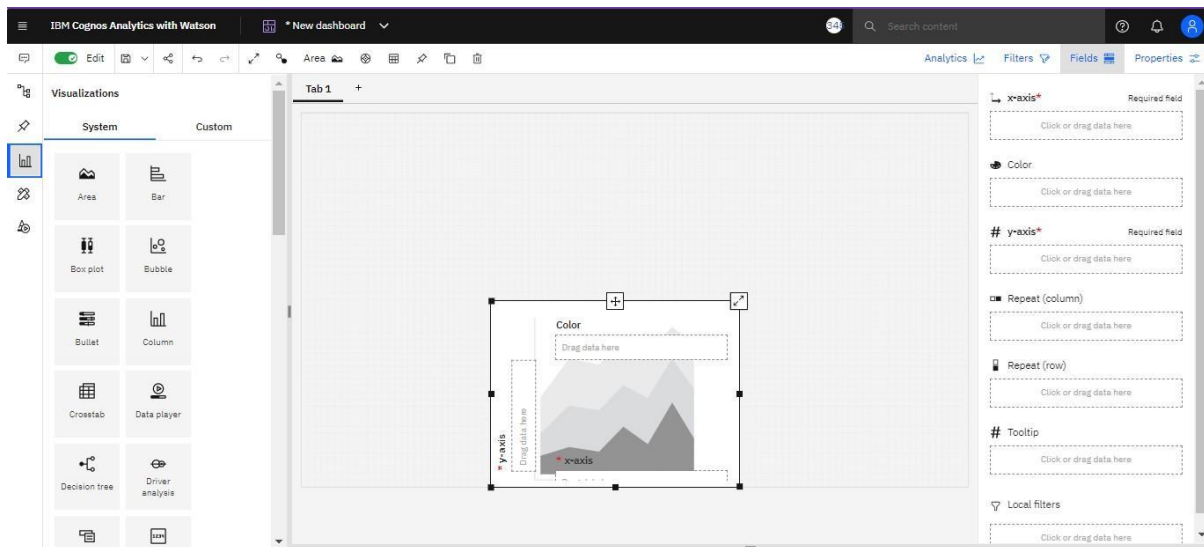 IBM Cognos Analytics with Watson
* New dashboard
34
Search content
Edit
Area
Analytics
Filters
Fields
Properties
Visualizations
System
Custom
Area
Bar
Box plot
Bubble
Bullet
Column
Crosstab
Data player
Decision tree
Driver
analysis
Tab 1
+
Color
Drag data here
* y-axis
Drag data here
* x-axis
x-axis*
Required field
Click or drag data here
Color
Click or drag data here
# y-axis*
Required field
Click or drag data here
Repeat (column)
Click or drag data here
Repeat (row)
Click or drag data here
# Tooltip
Click or drag data here
Local filters
Click or drag data here